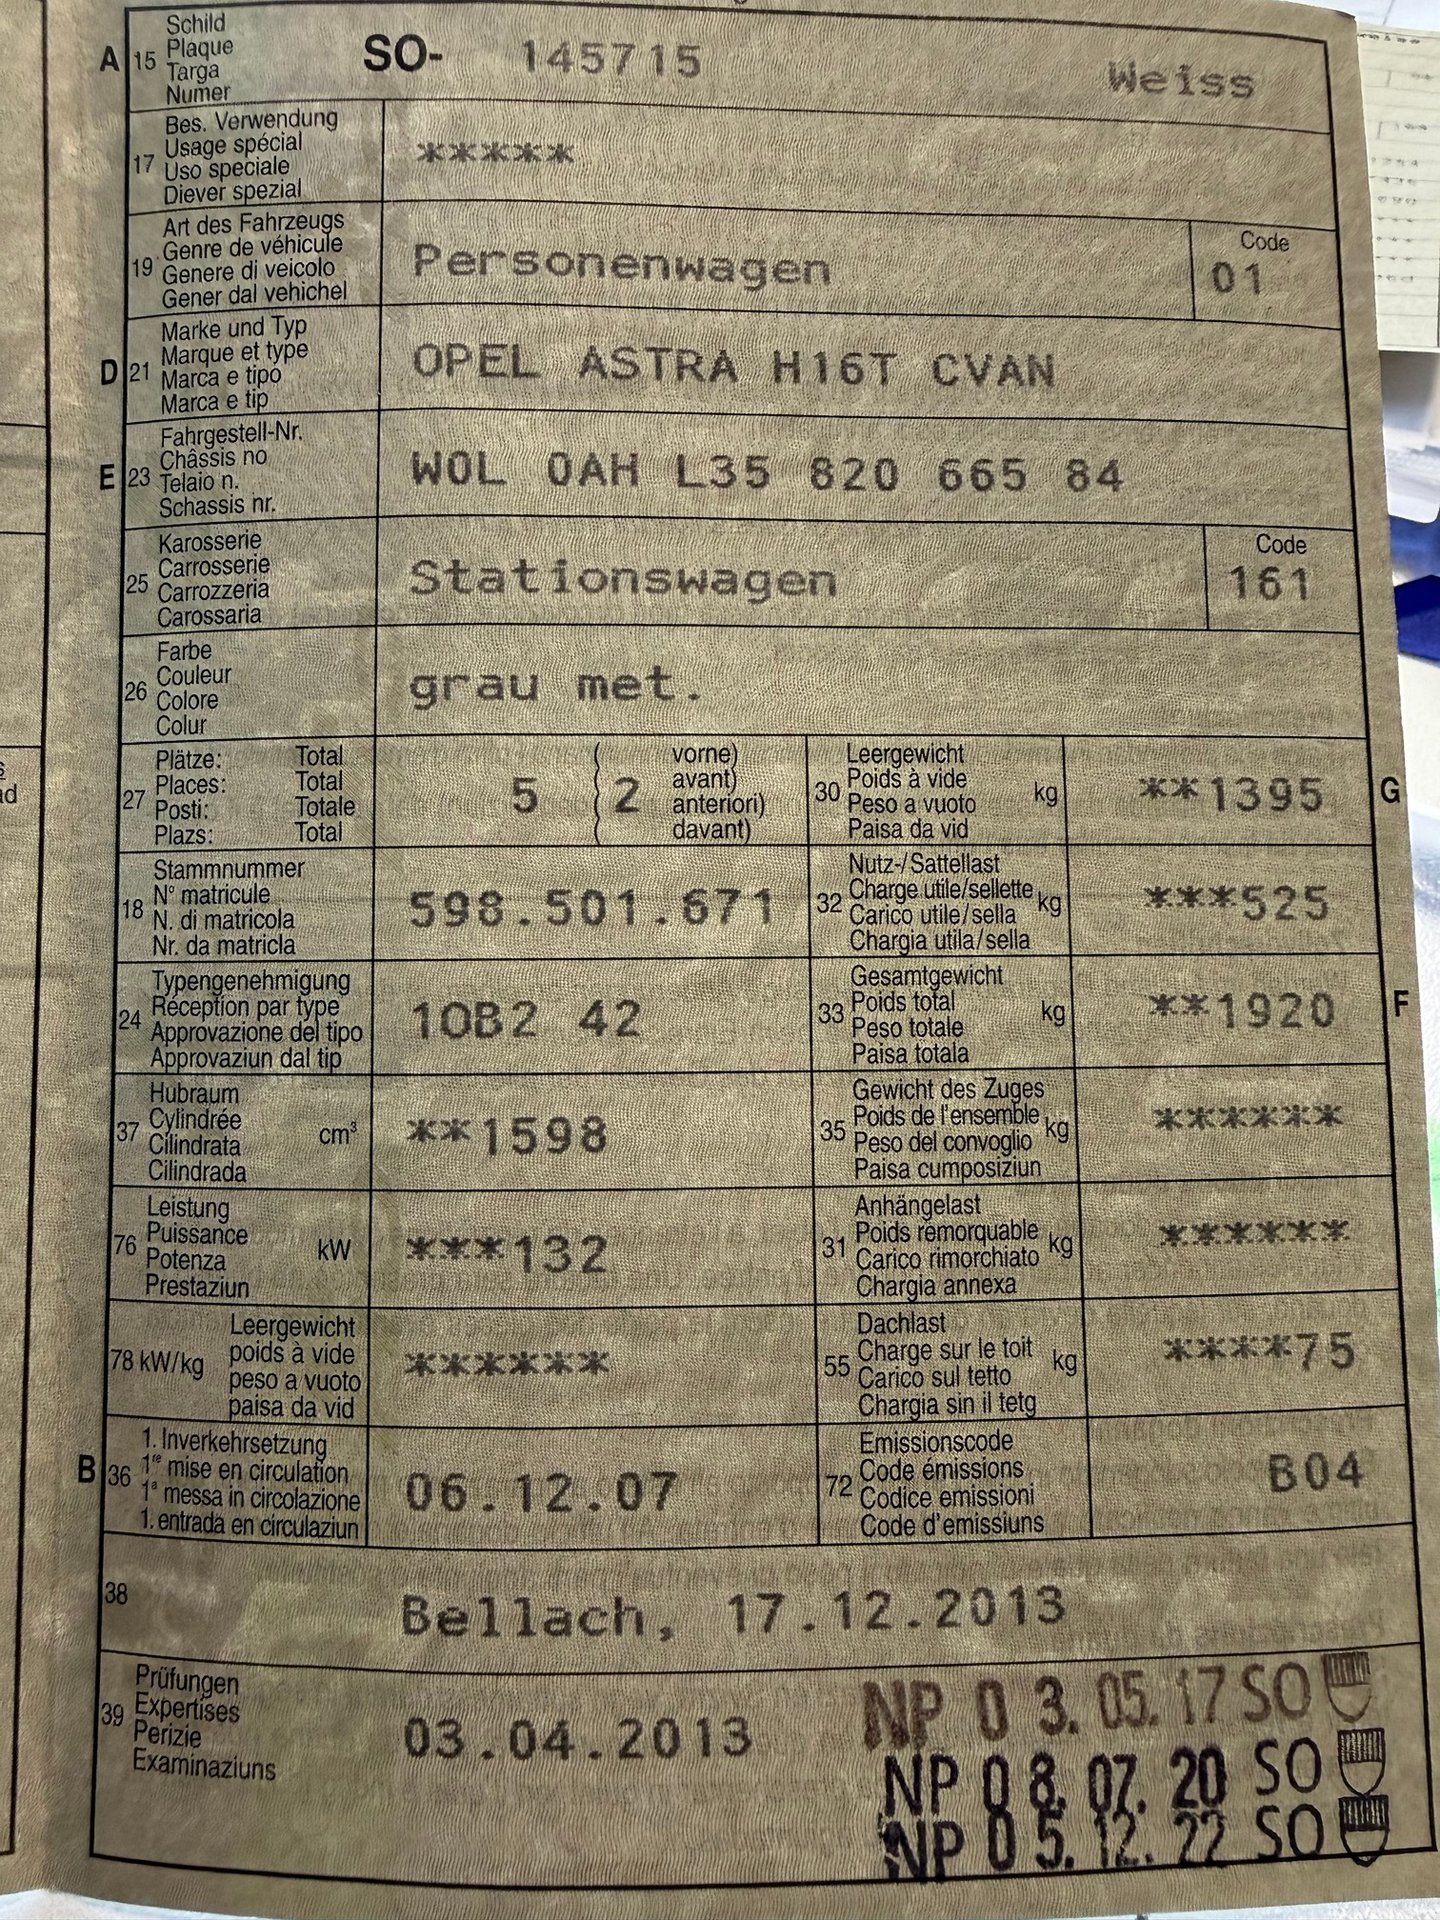 A 15 Schild
Plaque
Targa
Numer
SO- 145715 Weiss
17 Bes. Verwendung
Usage spécial
Uso speciale
Diever spezial
*****
19 Art des Fahrzeugs
Genre de véhicule
Genere di veicolo
Gener dal vehichel
Personenwagen
Code
01
D 21 Marke und Typ
Marque et type
Marca e tipo
Marca e tip
OPEL ASTRA H16T CVAN
E 23 Fahrgestell-Nr.
Châssis no
Telaio n.
Schassis nr.
W0L 0AH L35 820 665 84
25 Karosserie
Carrosserie
Carrozzeria
Carossaria
Stationswagen
Code
161
26 Farbe
Couleur
Colore
Colur
grau met.
27 Plätze: Total
Places: Total
Posti: Totale
Plazs: Total
5 ( 2 vorne)
( avant)
( anteriori)
( davant)
30 Leergewicht
Poids à vide
Peso a vuoto
Paisa da vid
kg **1395 G
18 Stammnummer
N° matricule
N. di matricola
Nr. da matricla
598.501.671
32 Nutz-/Sattellast
Charge utile/sellette
Carico utile/sella
Chargia utila/sella
kg ***525
24 Typengenehmigung
Réception par type
Approvazione del tipo
Approvaziun dal tip
1OB2 42
33 Gesamtgewicht
Poids total
Peso totale
Paisa totala
kg **1920 F
37 Hubraum
Cylindrée
Cilindrata
Cilindrada
cm³ **1598
35 Gewicht des Zuges
Poids de l'ensemble
Peso del convoglio
Paisa cumposiziun
kg ******
76 Leistung
Puissance
Potenza
Prestaziun
kW ***132
31 Anhängelast
Poids remorquable
Carico rimorchiato
Chargia annexa
kg ******
78 kW/kg Leergewicht
poids à vide
peso a vuoto
paisa da vid
******
55 Dachlast
Charge sur le toit
Carico sul tetto
Chargia sin il tetg
kg ****75
B 36 1. Inverkehrsetzung
1re mise en circulation
1a messa in circolazione
1. entrada en circulaziun
06.12.07
72 Emissionscode
Code émissions
Codice emissioni
Code d'emissiuns
B04
38 Bellach, 17.12.2013
39 Prüfungen
Expertises
Perizie
Examinaziuns
03.04.2013
NP 0 3. 05. 17 SO
NP 0 8. 07. 20 SO
NP 0 5. 12. 22 SO